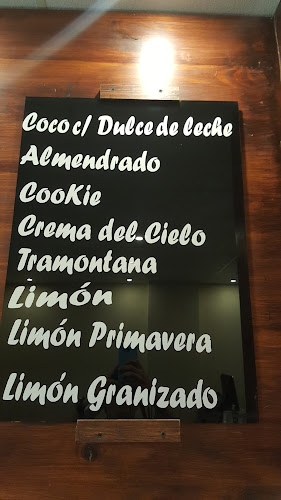 Coco c/ Dulce de leche
Almendrado
CooKie
Crema del-Cielo
Tramontana
Limón
Limón Primavera
Limón Granizado